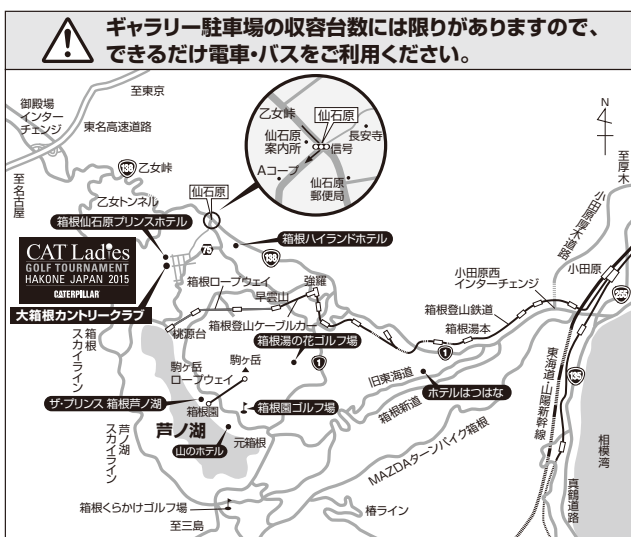 ギャラリー駐車場の収容台数には限りがありますので、
できるだけ電車・バスをご利用ください。
至東京
御殿場
インター
チェンジ
東名高速道路
138
乙女峠
至名古屋
乙女トンネル
仙石原
乙女峠
仙石原
長安寺
仙石原
案内所
信号
Aコープ
仙石原
郵便局
N
至厚木
小田原厚木道路
箱根仙石原プリンスホテル
75
138
箱根ハイランドホテル
CAT Ladies
GOLF TOURNAMENT
HAKONE JAPAN 2015
CATERPILLAR
大箱根カントリークラブ
箱根ロープウェイ
強羅
早雲山
小田原西
インターチェンジ
小田原
255
箱根登山鉄道
箱根湯本
桃源台
箱根登山ケーブルカー
箱根
スカイライン
箱根湯の花ゴルフ場
1
1
駒ヶ岳
ロープウェイ
駒ヶ岳
旧東海道
ホテルはつはな
東海道・山陽新幹線
135
ザ・プリンス 箱根芦ノ湖
箱根園
箱根園ゴルフ場
箱根新道
芦ノ湖
芦ノ湖
スカイライン
山のホテル
元箱根
MAZDAターンパイク箱根
相模湾
箱根くらかけゴルフ場
至三島
椿ライン
真鶴道路